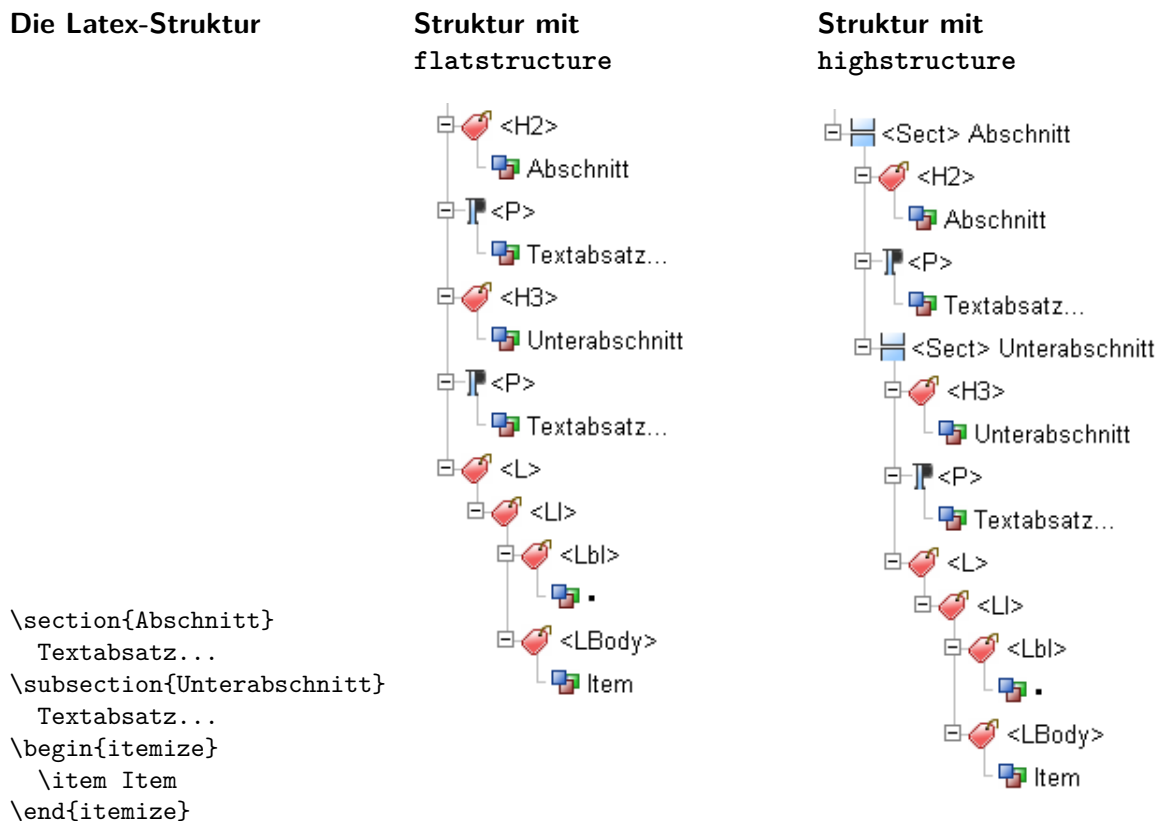 Die Latex-Struktur
\section{Abschnitt}
Textabsatz...
\subsection{Unterabschnitt}
Textabsatz...
\begin{itemize}
\item Item
\end{itemize}
Struktur mit
flatstructure
<H2>
Abschnitt
<P>
Textabsatz...
<H3>
Unterabschnitt
<P>
Textabsatz...
<L>
<LI>
<Lbl>
▪
<LBody>
Item
Struktur mit
highstructure
<Sect> Abschnitt
<H2>
Abschnitt
<P>
Textabsatz...
<Sect> Unterabschnitt
<H3>
Unterabschnitt
<P>
Textabsatz...
<L>
<LI>
<Lbl>
▪
<LBody>
Item